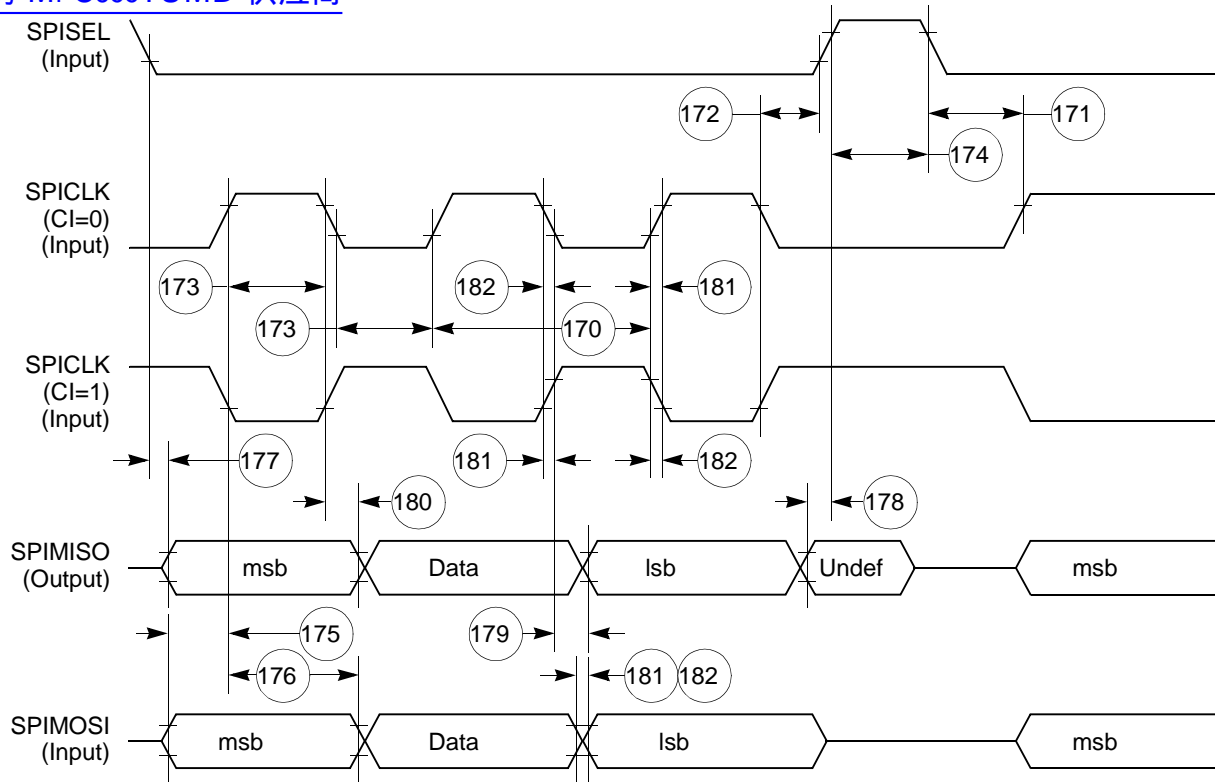 SPISEL
(Input)
172
171
174
SPICLK
(CI=0)
(Input)
173
182
181
173
170
SPICLK
(CI=1)
(Input)
177
181
182
180
178
SPIMISO
(Output)
msb
Data
lsb
Undef
msb
175
179
176
181
182
SPIMOSI
(Input)
msb
Data
lsb
msb